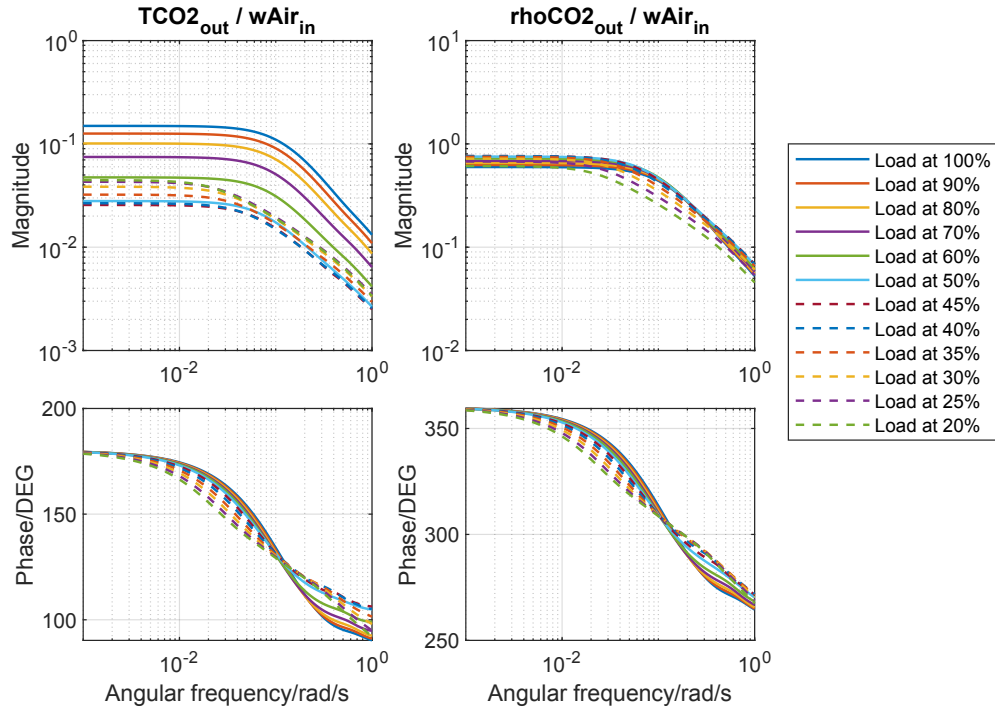 TCO2out / wAirin
rhoCO2out / wAirin
10^0
10^-1
10^-2
10^-3
Magnitude
10^-2
10^0
10^1
10^0
10^-1
10^-2
Magnitude
10^-2
10^0
200
150
100
Phase/DEG
10^-2
10^0
Angular frequency/rad/s
350
300
250
Phase/DEG
10^-2
10^0
Angular frequency/rad/s
Load at 100%
Load at 90%
Load at 80%
Load at 70%
Load at 60%
Load at 50%
Load at 45%
Load at 40%
Load at 35%
Load at 30%
Load at 25%
Load at 20%